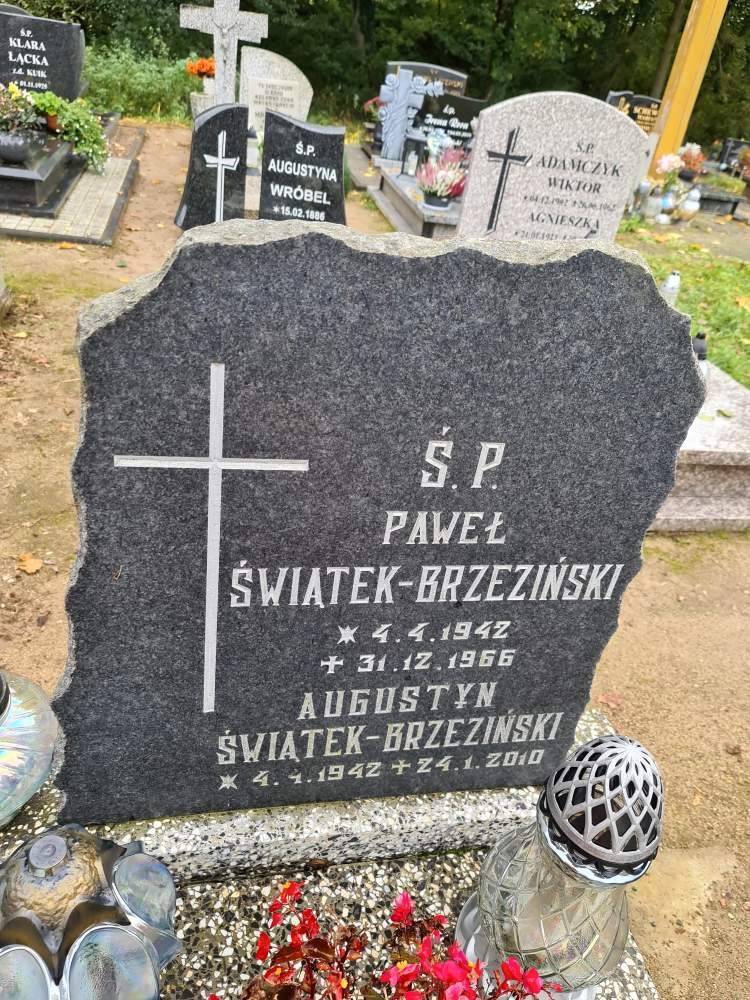 Ś.P.
KLARA
ŁĄCKA
z.d. KUIK
Ś.P.
AUGUSTYNA
WRÓBEL
*15.02.1886
Ś.P.
Ś.P.
ADAMCZYK
WIKTOR
AGNIESZKA
Ś.P.
PAWEŁ
ŚWIĄTEK-BRZEZIŃSKI
* 4.4.1942
+ 31.12.1966
AUGUSTYN
ŚWIĄTEK-BRZEZIŃSKI
* 4.4.1942 + 24.1.2010